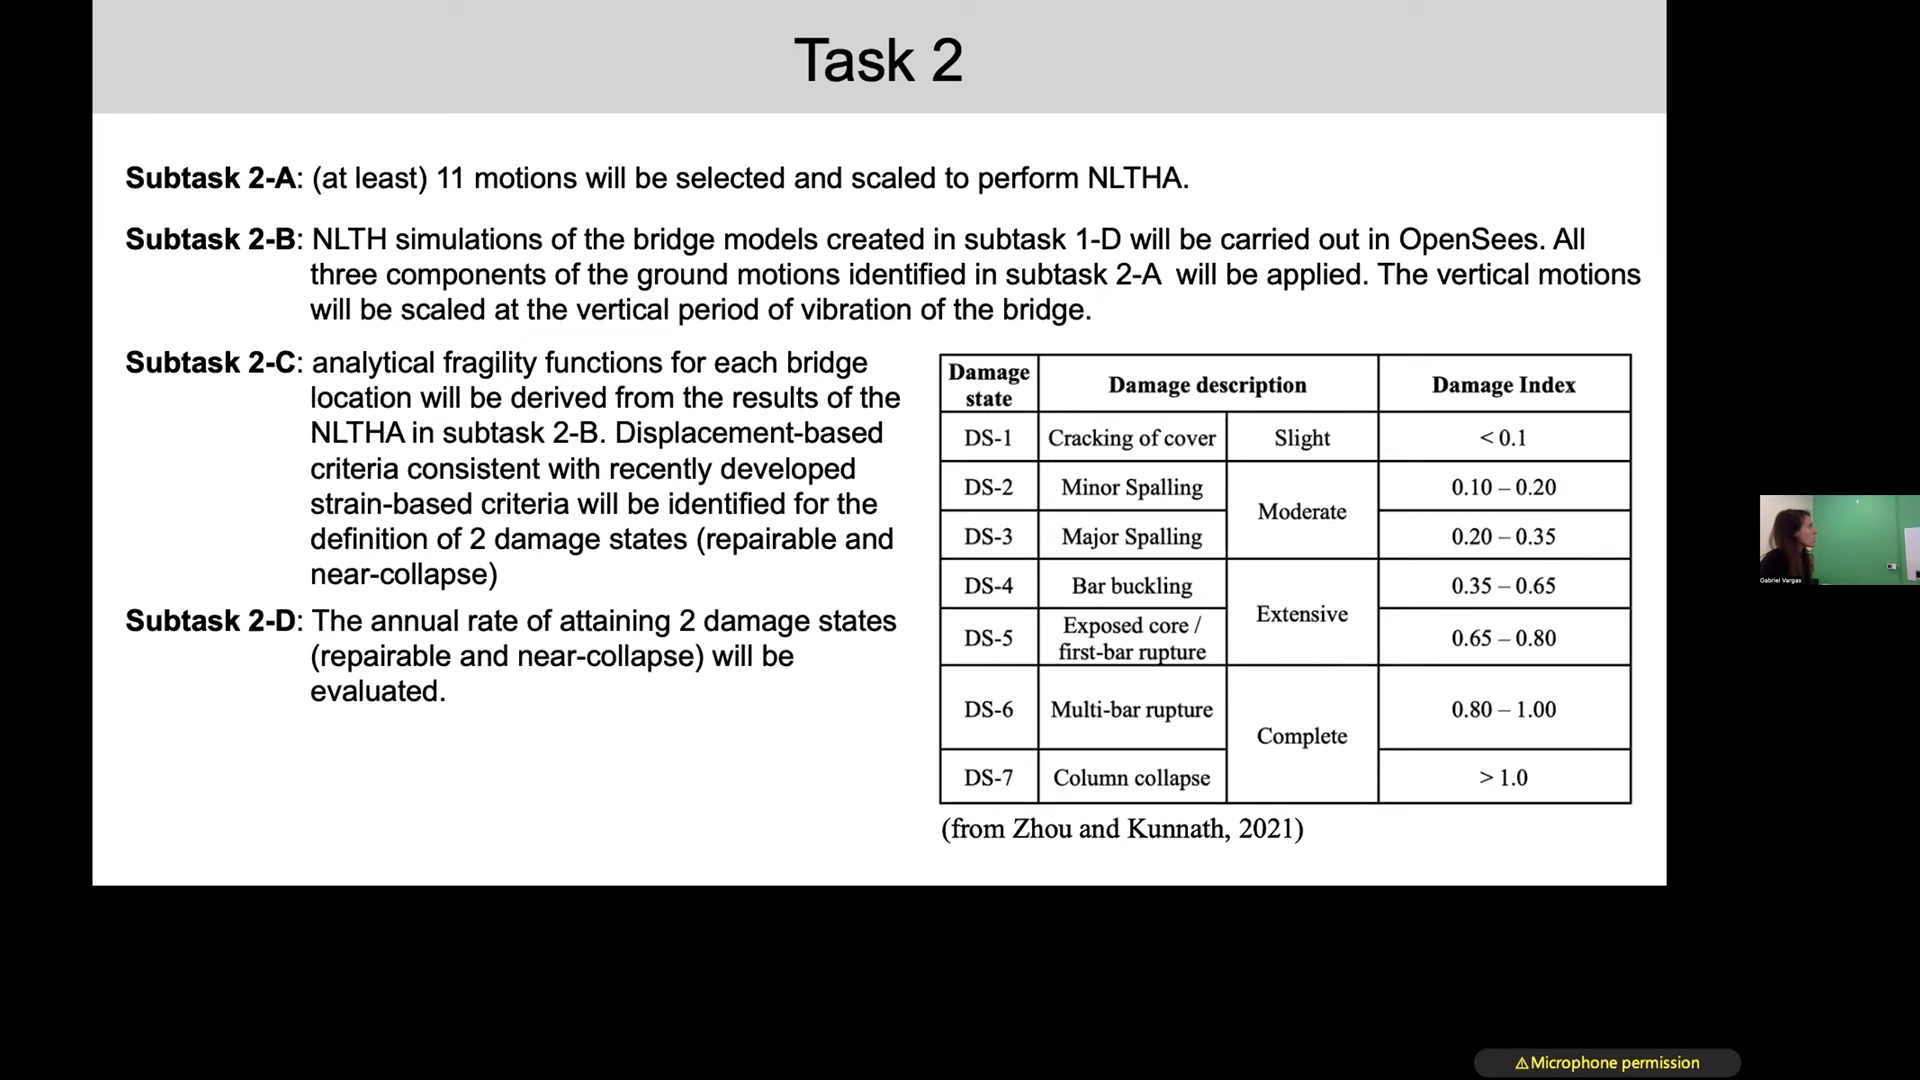 Task 2
Subtask 2-A: (at least) 11 motions will be selected and scaled to perform NLTHA.
Subtask 2-B: NLTH simulations of the bridge models created in subtask 1-D will be carried out in OpenSees. All
three components of the ground motions identified in subtask 2-A will be applied. The vertical motions
will be scaled at the vertical period of vibration of the bridge.
Subtask 2-C: analytical fragility functions for each bridge
location will be derived from the results of the
NLTHA in subtask 2-B. Displacement-based
criteria consistent with recently developed
strain-based criteria will be identified for the
definition of 2 damage states (repairable and
near-collapse)
Subtask 2-D: The annual rate of attaining 2 damage states
(repairable and near-collapse) will be
evaluated.
Damage state Damage description Damage Index
DS-1 Cracking of cover Slight < 0.1
DS-2 Minor Spalling Moderate 0.10 – 0.20
DS-3 Major Spalling 0.20 – 0.35
DS-4 Bar buckling Extensive 0.35 – 0.65
DS-5 Exposed core / first-bar rupture 0.65 – 0.80
DS-6 Multi-bar rupture Complete 0.80 – 1.00
DS-7 Column collapse > 1.0
(from Zhou and Kunnath, 2021)
Gabriel Vargas
⚠Microphone permission